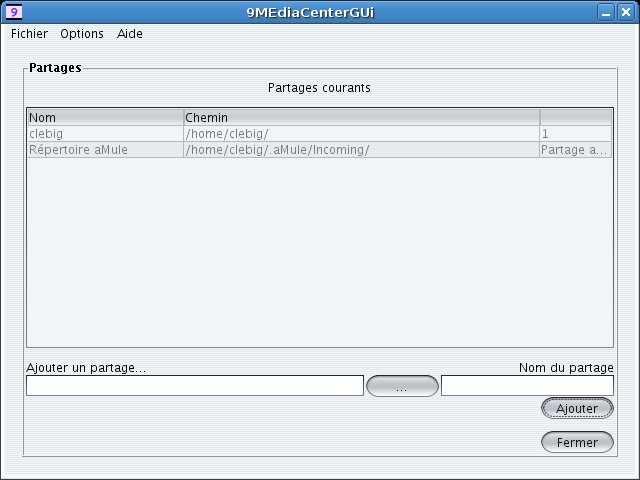 9 9MEdiaCenterGUi
Fichier Options Aide
Partages
Partages courants
Nom Chemin
clebig /home/clebig/ 1
Répertoire aMule /home/clebig/.aMule/Incoming/ Partage a...
Ajouter un partage... Nom du partage
...
Ajouter
Fermer